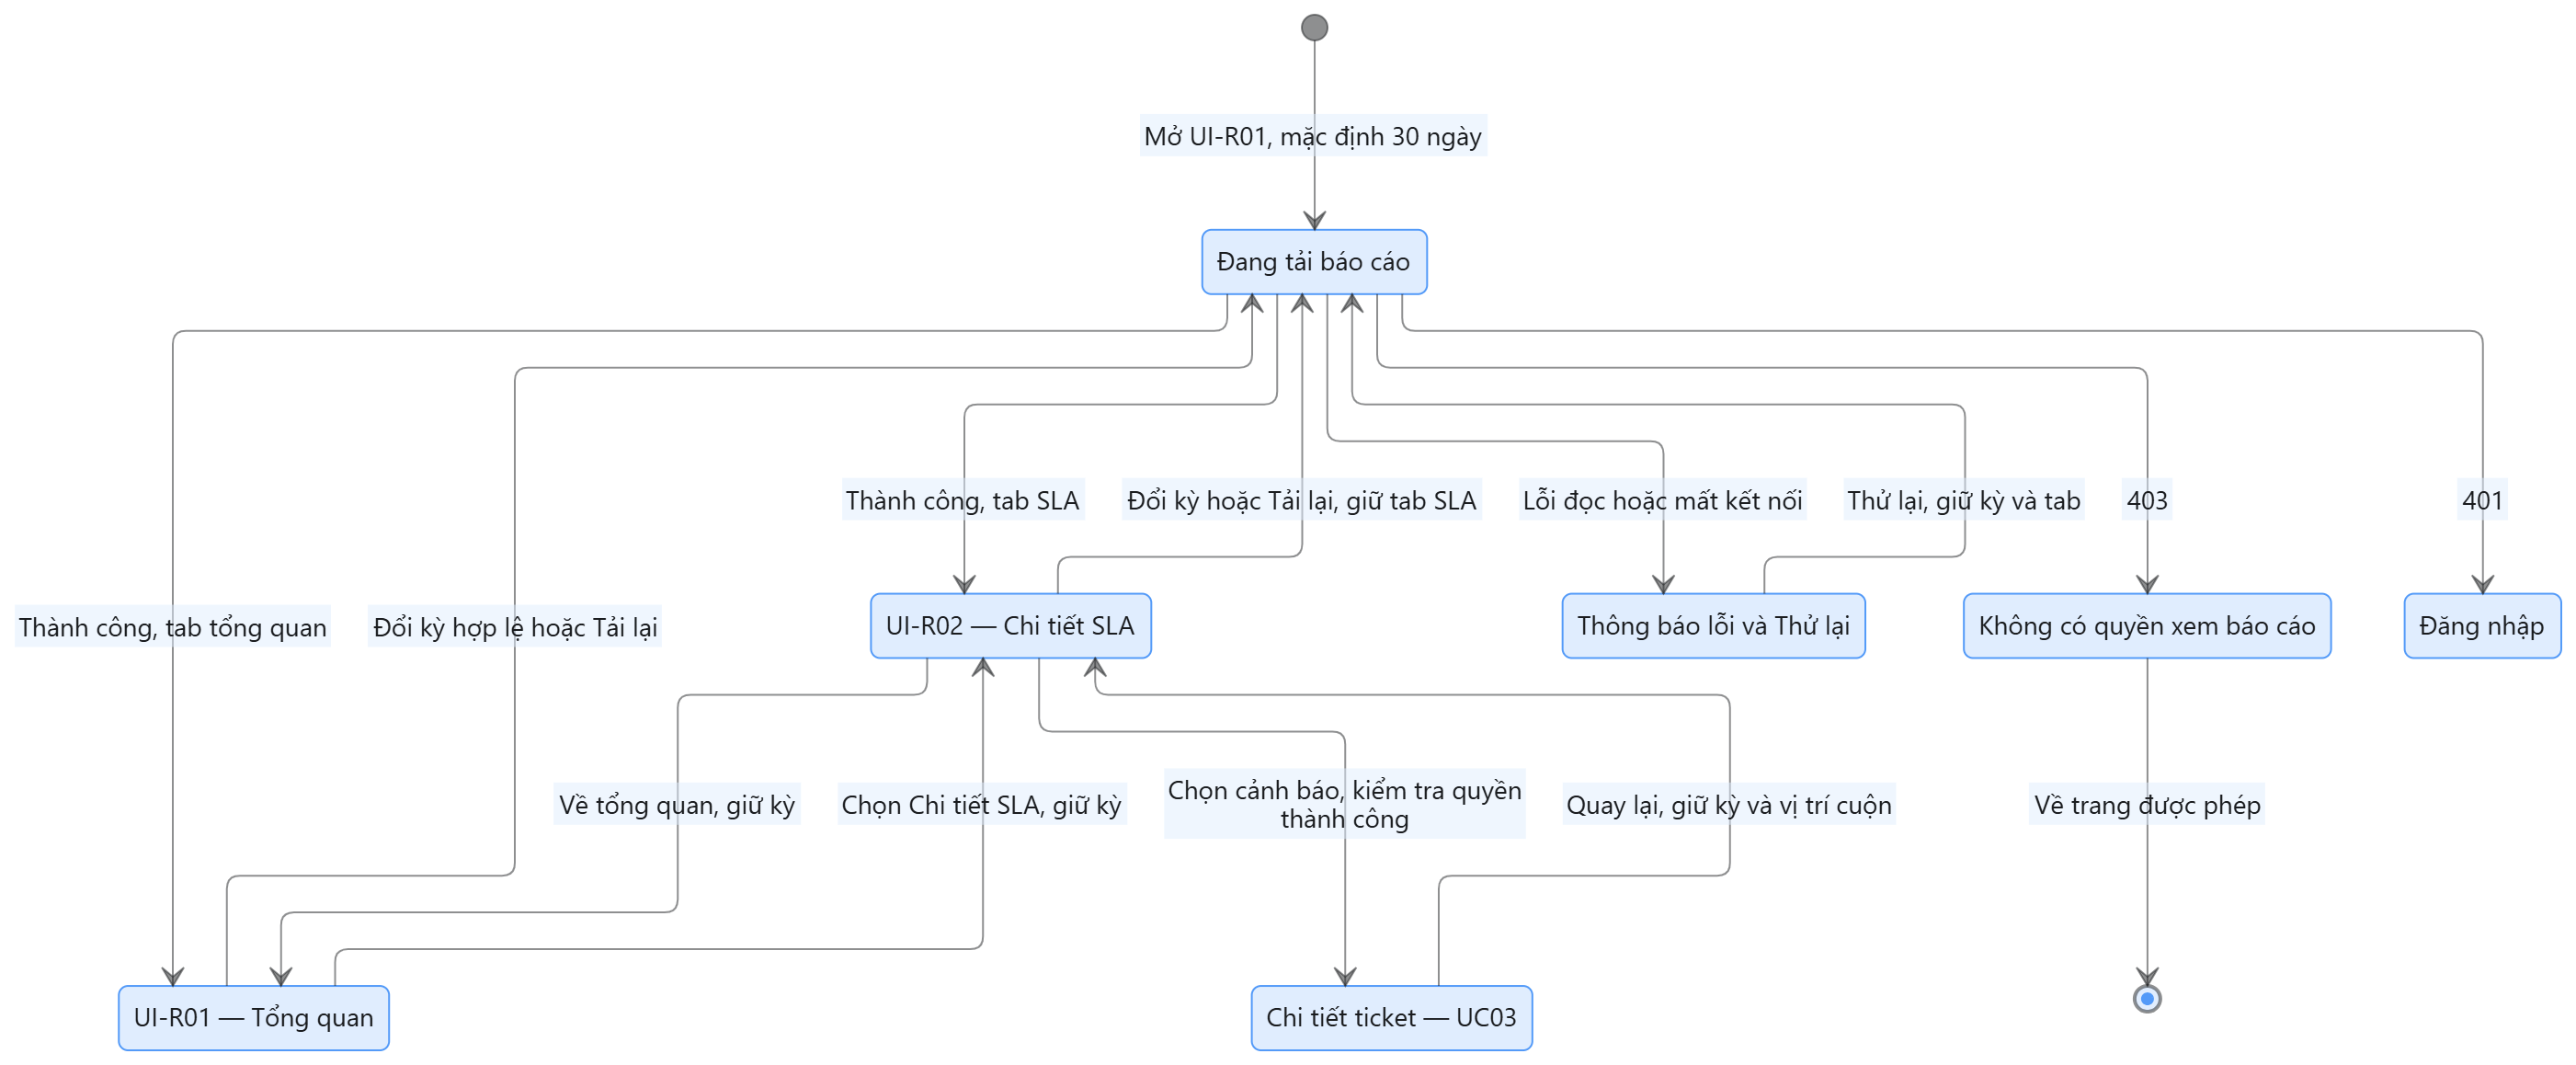 Mở UI-R01, mặc định 30 ngày
Đang tải báo cáo
Thành công, tab SLA
Đổi kỳ hoặc Tải lại, giữ tab SLA
Lỗi đọc hoặc mất kết nối
Thử lại, giữ kỳ và tab
403
401
Thành công, tab tổng quan
Đổi kỳ hợp lệ hoặc Tải lại
UI-R02 — Chi tiết SLA
Thông báo lỗi và Thử lại
Không có quyền xem báo cáo
Đăng nhập
Về tổng quan, giữ kỳ
Chọn Chi tiết SLA, giữ kỳ
Chọn cảnh báo, kiểm tra quyền
thành công
Quay lại, giữ kỳ và vị trí cuộn
Về trang được phép
UI-R01 — Tổng quan
Chi tiết ticket — UC03